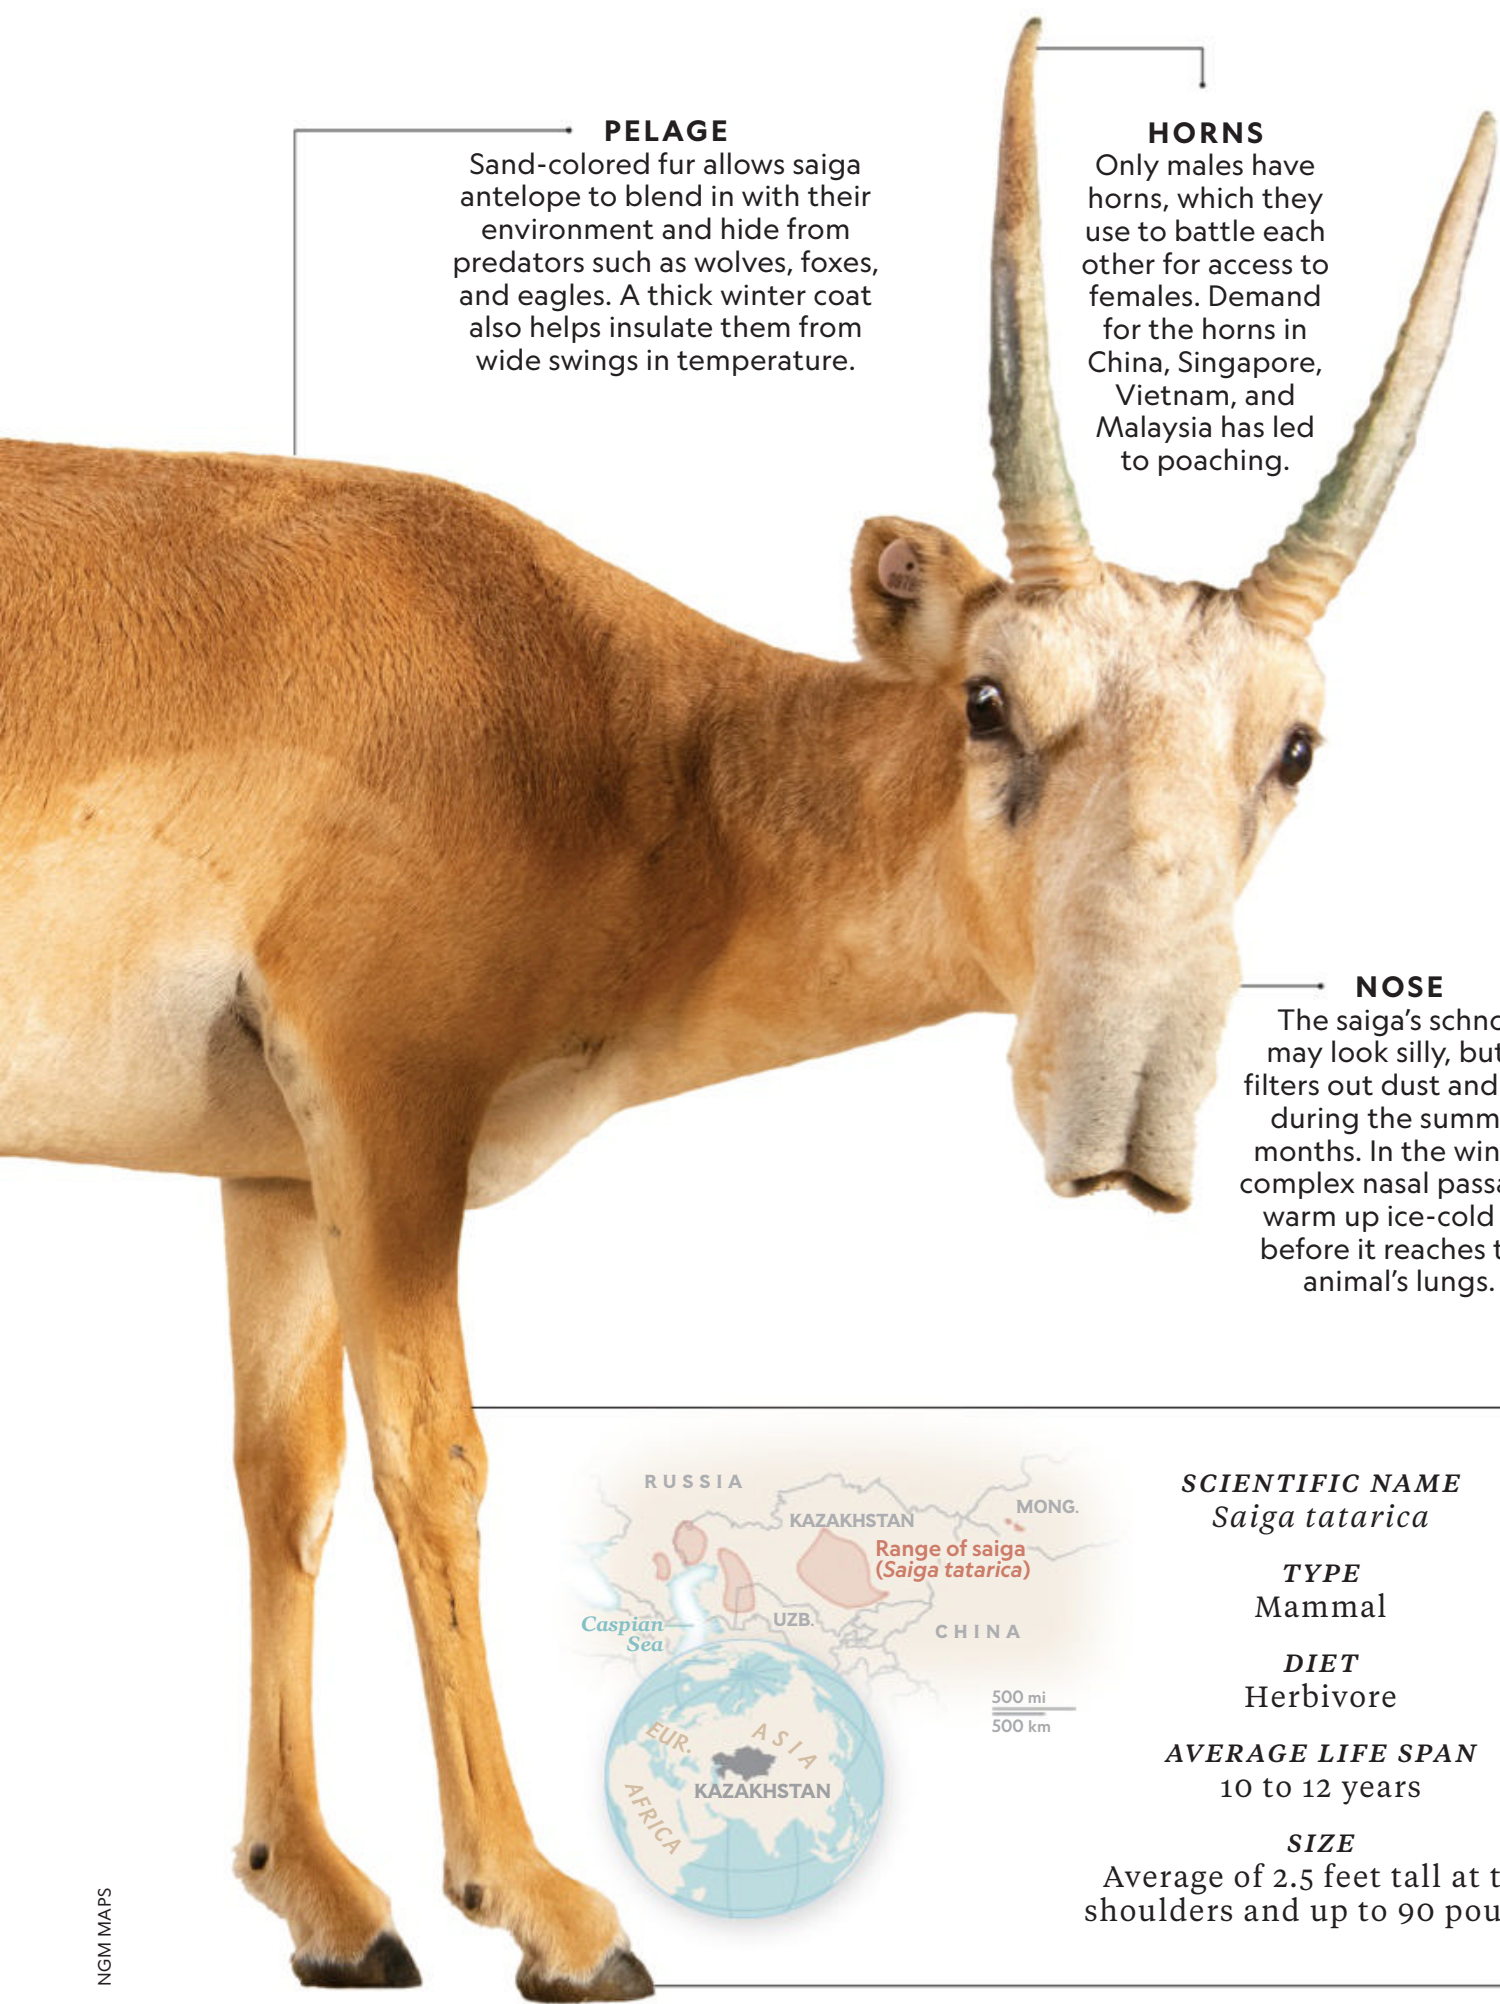 PELAGE
Sand-colored fur allows saiga
antelope to blend in with their
environment and hide from
predators such as wolves, foxes,
and eagles. A thick winter coat
also helps insulate them from
wide swings in temperature.
HORNS
Only males have
horns, which they
use to battle each
other for access to
females. Demand
for the horns in
China, Singapore,
Vietnam, and
Malaysia has led
to poaching.
NOSE
The saiga's
may look silly, but
filters out dust and
during the
months. In the
complex nasal
warm up ice-cold
before it reaches
animal's lungs.
RUSSIA
KAZAKHSTAN
MONG.
Range of saiga
(Saiga tatarica)
Caspian
Sea
UZB.
CHINA
500 mi
500 km
EUR.
ASIA
KAZAKHSTAN
AFRICA
SCIENTIFIC NAME
Saiga tatarica
TYPE
Mammal
DIET
Herbivore
AVERAGE LIFE SPAN
10 to 12 years
SIZE
Average of 2.5 feet tall at
shoulders and up to 90
NGM MAPS